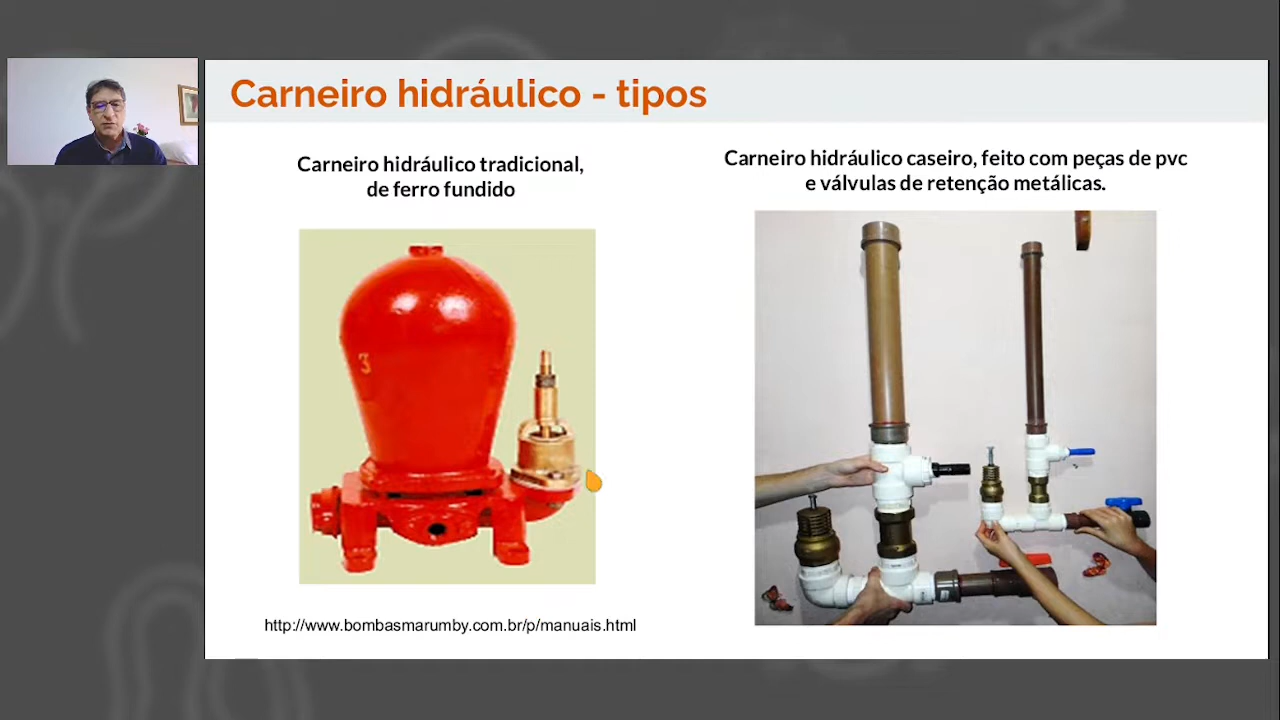 Carneiro hidráulico - tipos
Carneiro hidráulico tradicional,
de ferro fundido
Carneiro hidráulico caseiro, feito com peças de pvc
e válvulas de retenção metálicas.
3
http://www.bombasmarumby.com.br/p/manuais.html